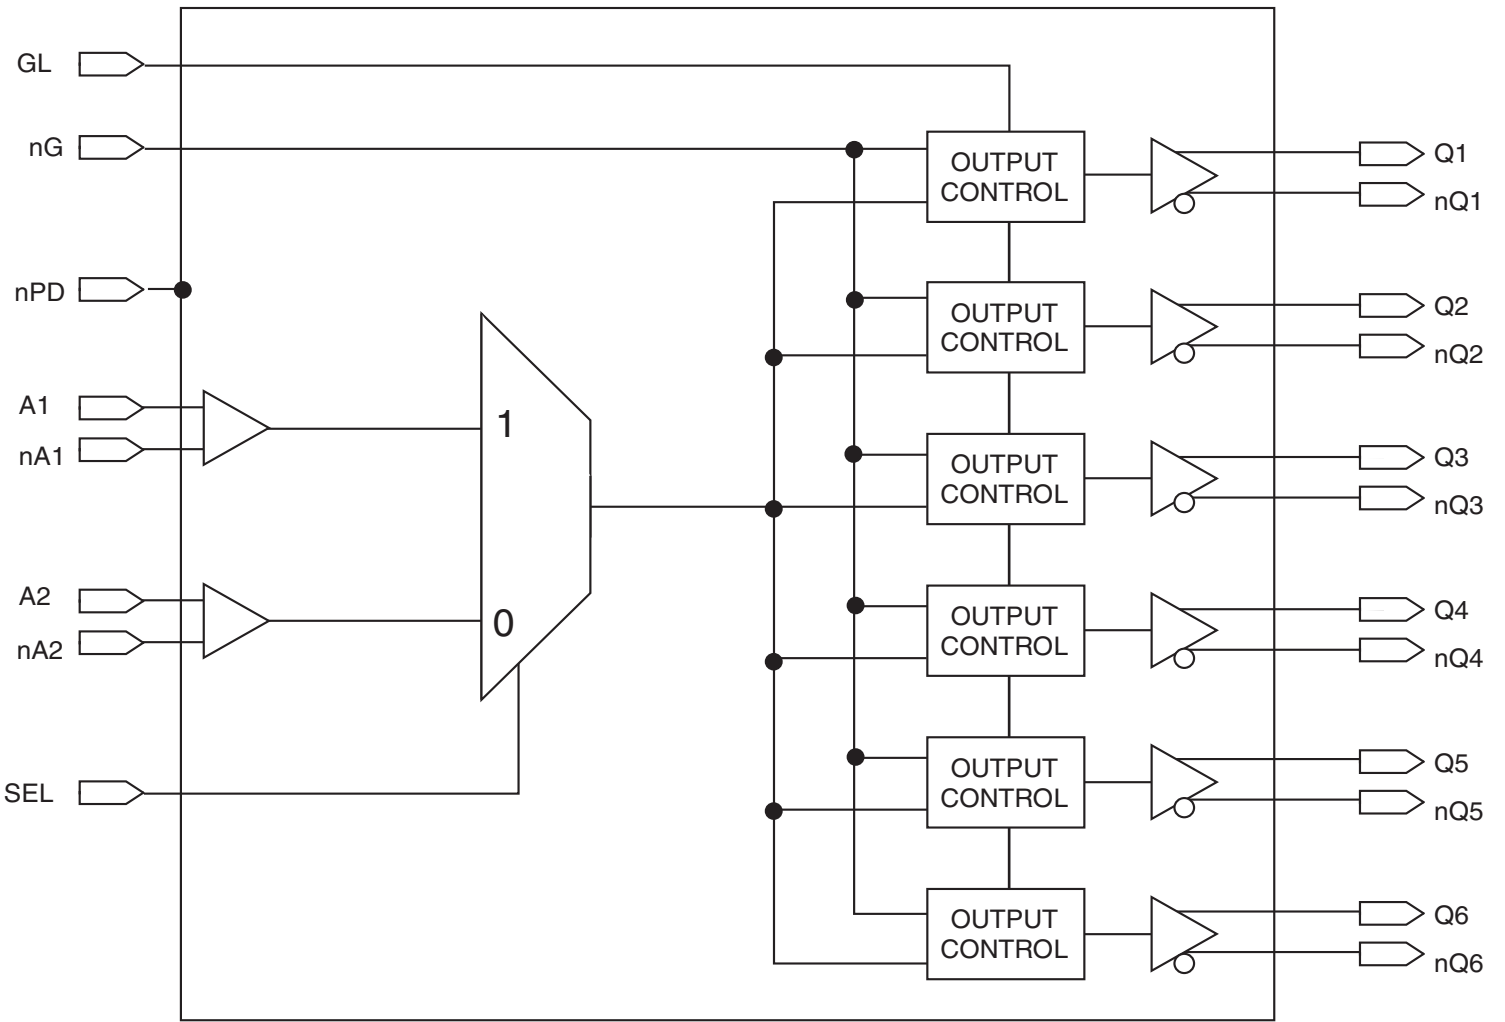 GL
nG
nPD
A1
nA1
A2
nA2
SEL
1
0
OUTPUT
CONTROL
OUTPUT
CONTROL
OUTPUT
CONTROL
OUTPUT
CONTROL
OUTPUT
CONTROL
OUTPUT
CONTROL
Q1
nQ1
Q2
nQ2
Q3
nQ3
Q4
nQ4
Q5
nQ5
Q6
nQ6